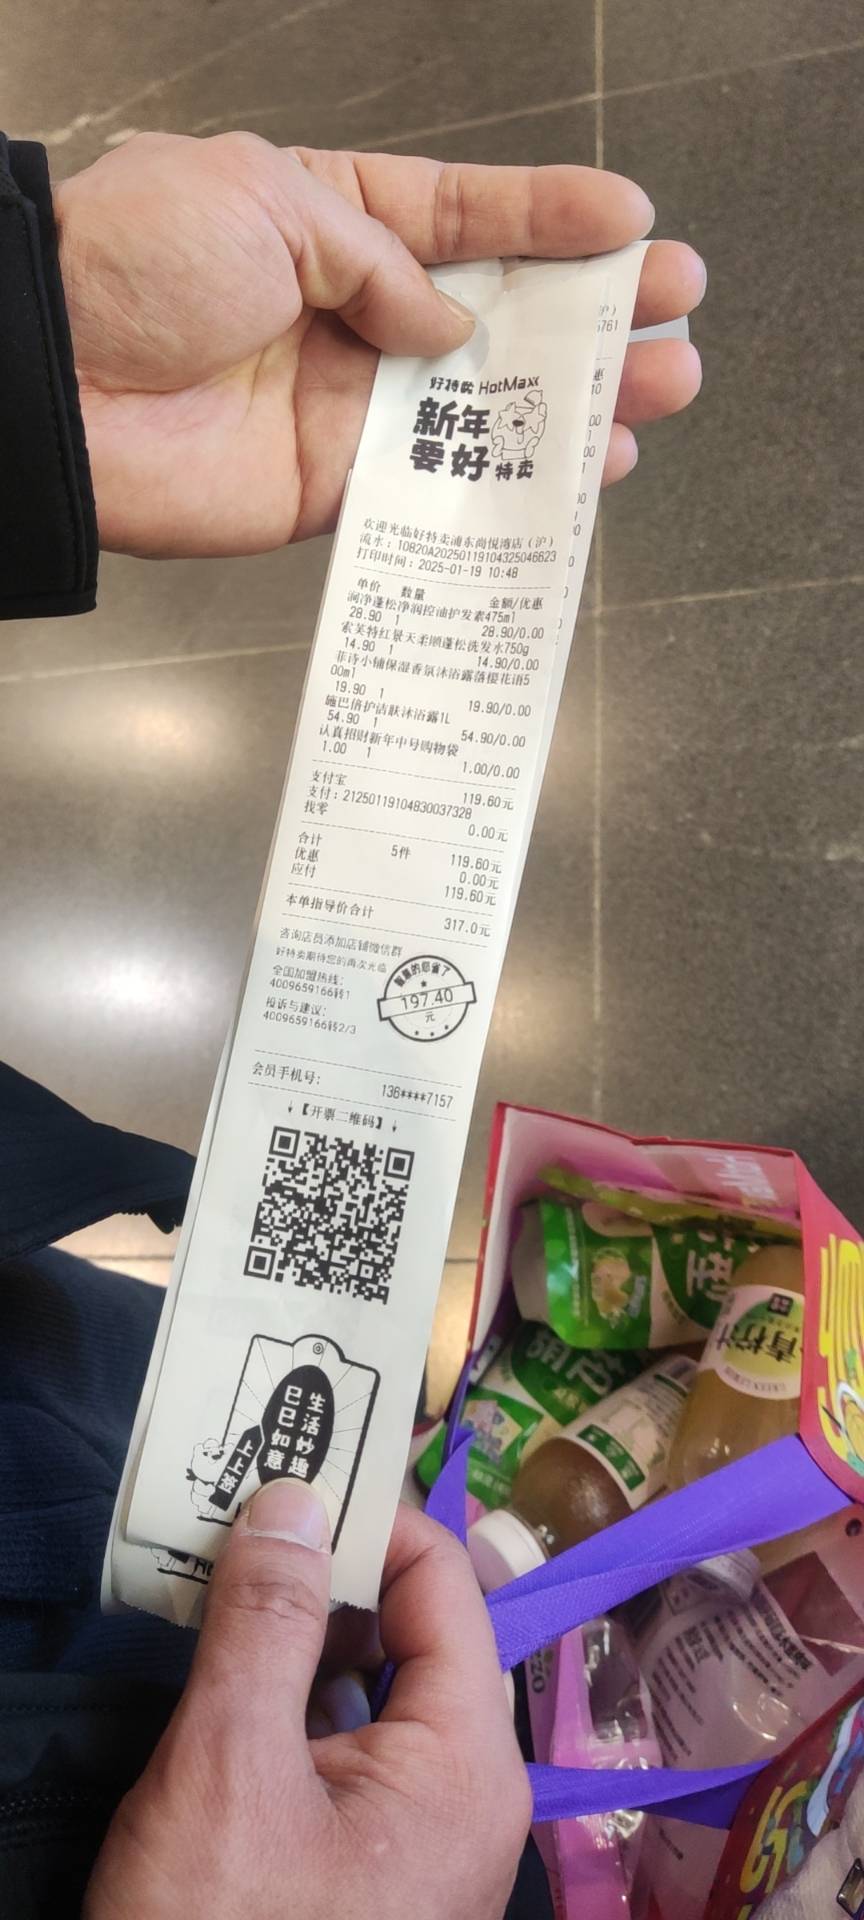 好特卖 HotMaxx
新年
要好特卖
欢迎光临好特卖浦东尚悦湾店（沪）
流水：10820A20250119104325046623
打印时间：2025-01-19 10:48
单价 数量 金额/优惠
润净蓬松净润控油护发素475ml
28.90 1 28.90/0.00
索芙特红景天柔顺蓬松洗发水750g
14.90 1 14.90/0.00
菲诗小铺保湿香氛沐浴露落樱花语5
00ml
19.90 1 19.90/0.00
施巴倍护洁肤沐浴露1L
54.90 1 54.90/0.00
认真招财新年中号购物袋
1.00 1 1.00/0.00
支付宝 119.60元
支付：21250119104830037328
找零 0.00元
合计 5件 119.60元
优惠 0.00元
应付 119.60元
本单指导价合计 317.0元
咨询店员添加店铺微信群
好特卖期待您的再次光临
全国加盟热线：
4009659166转1
投诉与建议：
4009659166转2/3
省了
197.40
元
会员手机号： 136****7157
↓【开票二维码】↓
生活妙趣
巳巳如意
上上签
沪）
5761
青柠汁
GREEN LEMON
葫芦
型